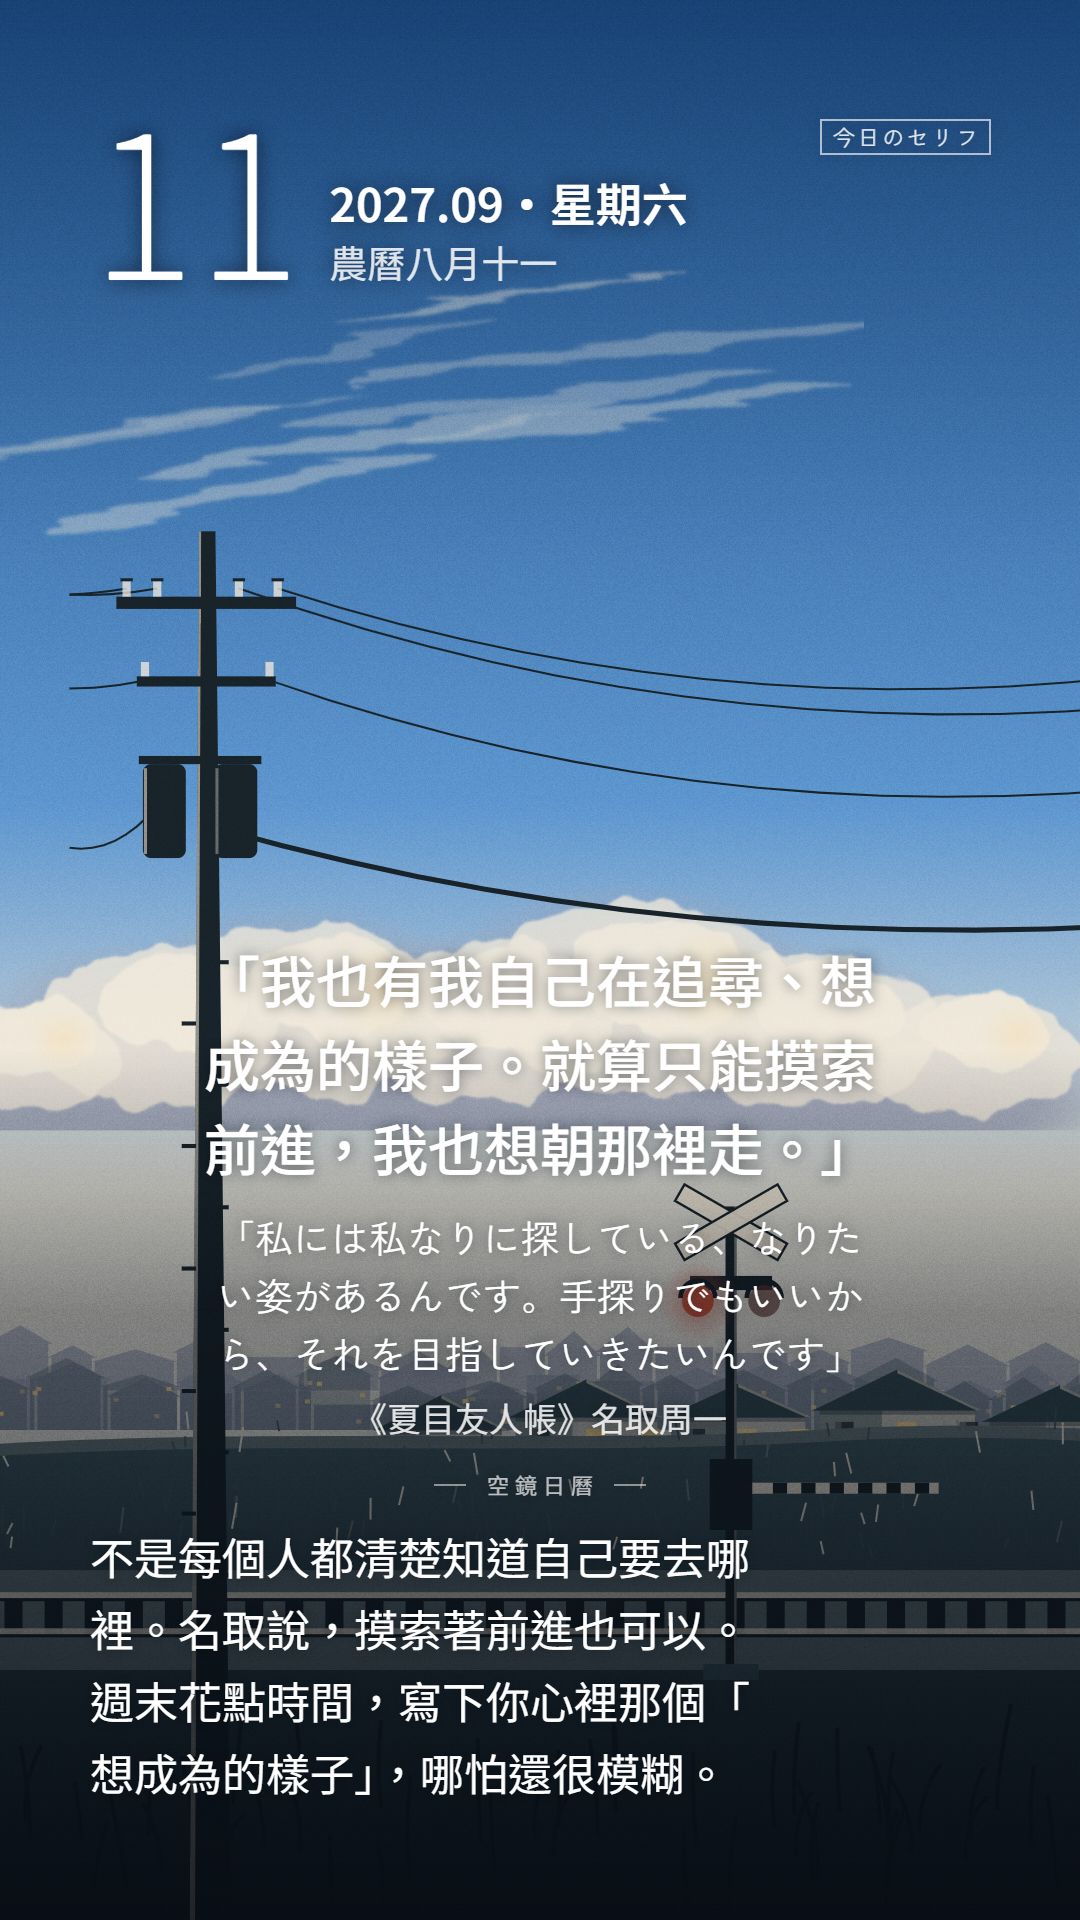 11
今日のセリフ
2027.09・星期六
農曆八月十一
「我也有我自己在追尋、想
成為的樣子。就算只能摸索
前進，我也想朝那裡走。」
「私には私なりに探している、なりた
い姿があるんです。手探りでもいいか
ら、それを目指していきたいんです」
《夏目友人帳》名取周一
空鏡日曆
不是每個人都清楚知道自己要去哪
裡。名取說，摸索著前進也可以。
週末花點時間，寫下你心裡那個「
想成為的樣子」，哪怕還很模糊。